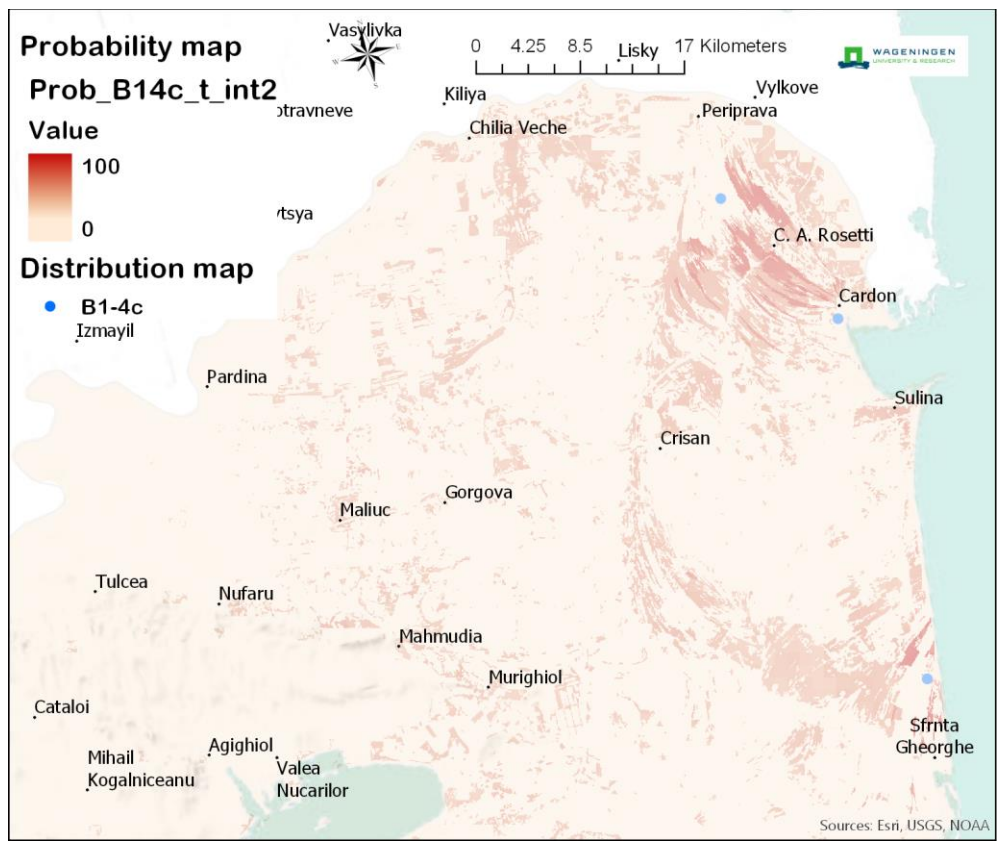 Probability map
Prob_B14c_t_int2
Value
100
0
Distribution map
B1-4c
Izmayil
Vasylivka
0 4.25 8.5 17 Kilometers
Lisky
WAGENINGEN
UNIVERSITY & RESEARCH
Kiliya
otravneve
Chilia Veche
Vylkove
Periprava
ytsya
C. A. Rosetti
Cardon
Pardina
Sulina
Crisan
Gorgova
Maliuc
Tulcea
Nufaru
Mahmudia
Murighiol
Cataloi
Agighiol
Mihail
Kogalniceanu
Valea
Nucarilor
Sfrnta
Gheorghe
Sources: Esri, USGS, NOAA